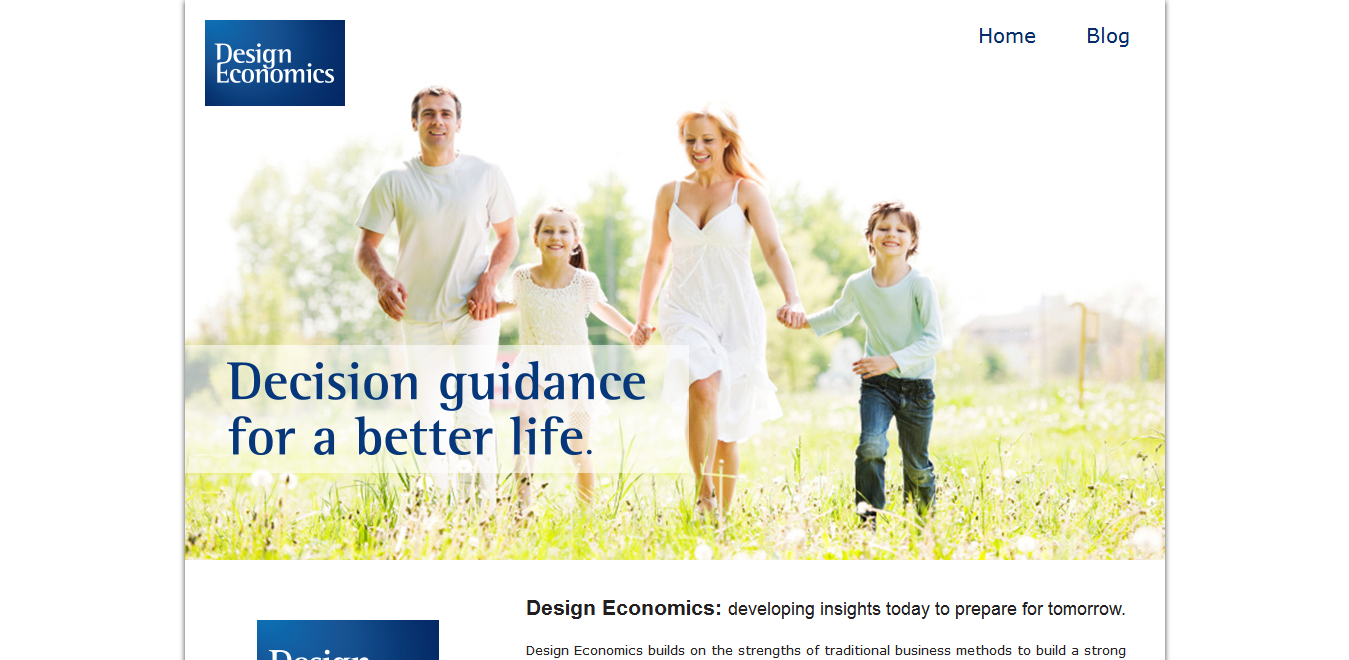 Design
Economics
Home
Blog
Decision guidance
for a better life.
Design Economics: developing insights today to prepare for tomorrow.
Design
Design Economics builds on the strengths of traditional business methods to build a strong